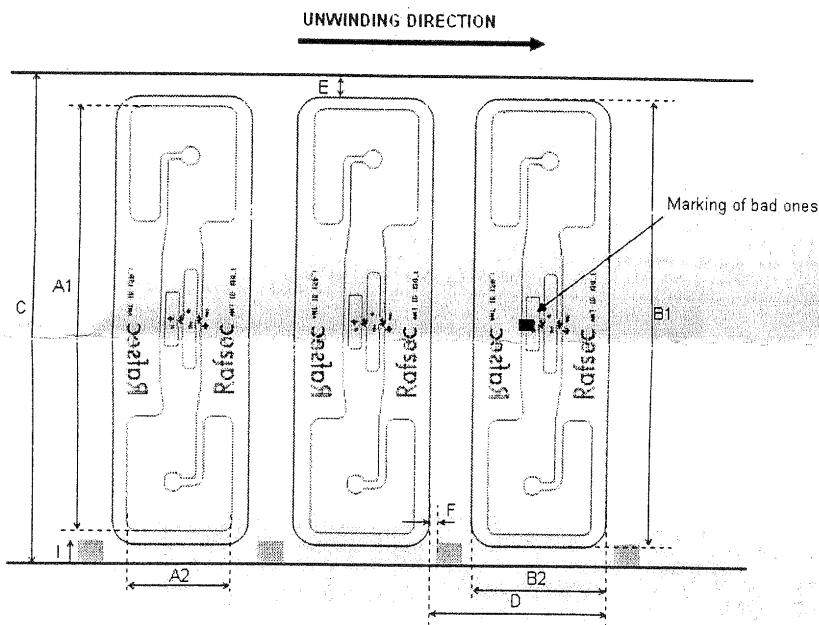 UNWINDING DIRECTION
E
Marking of bad ones
A1
C
B1
Rafsec
Rafsec
Rafsec
Rafsec
Rafsec
Rafsec
F
I
A2
B2
D